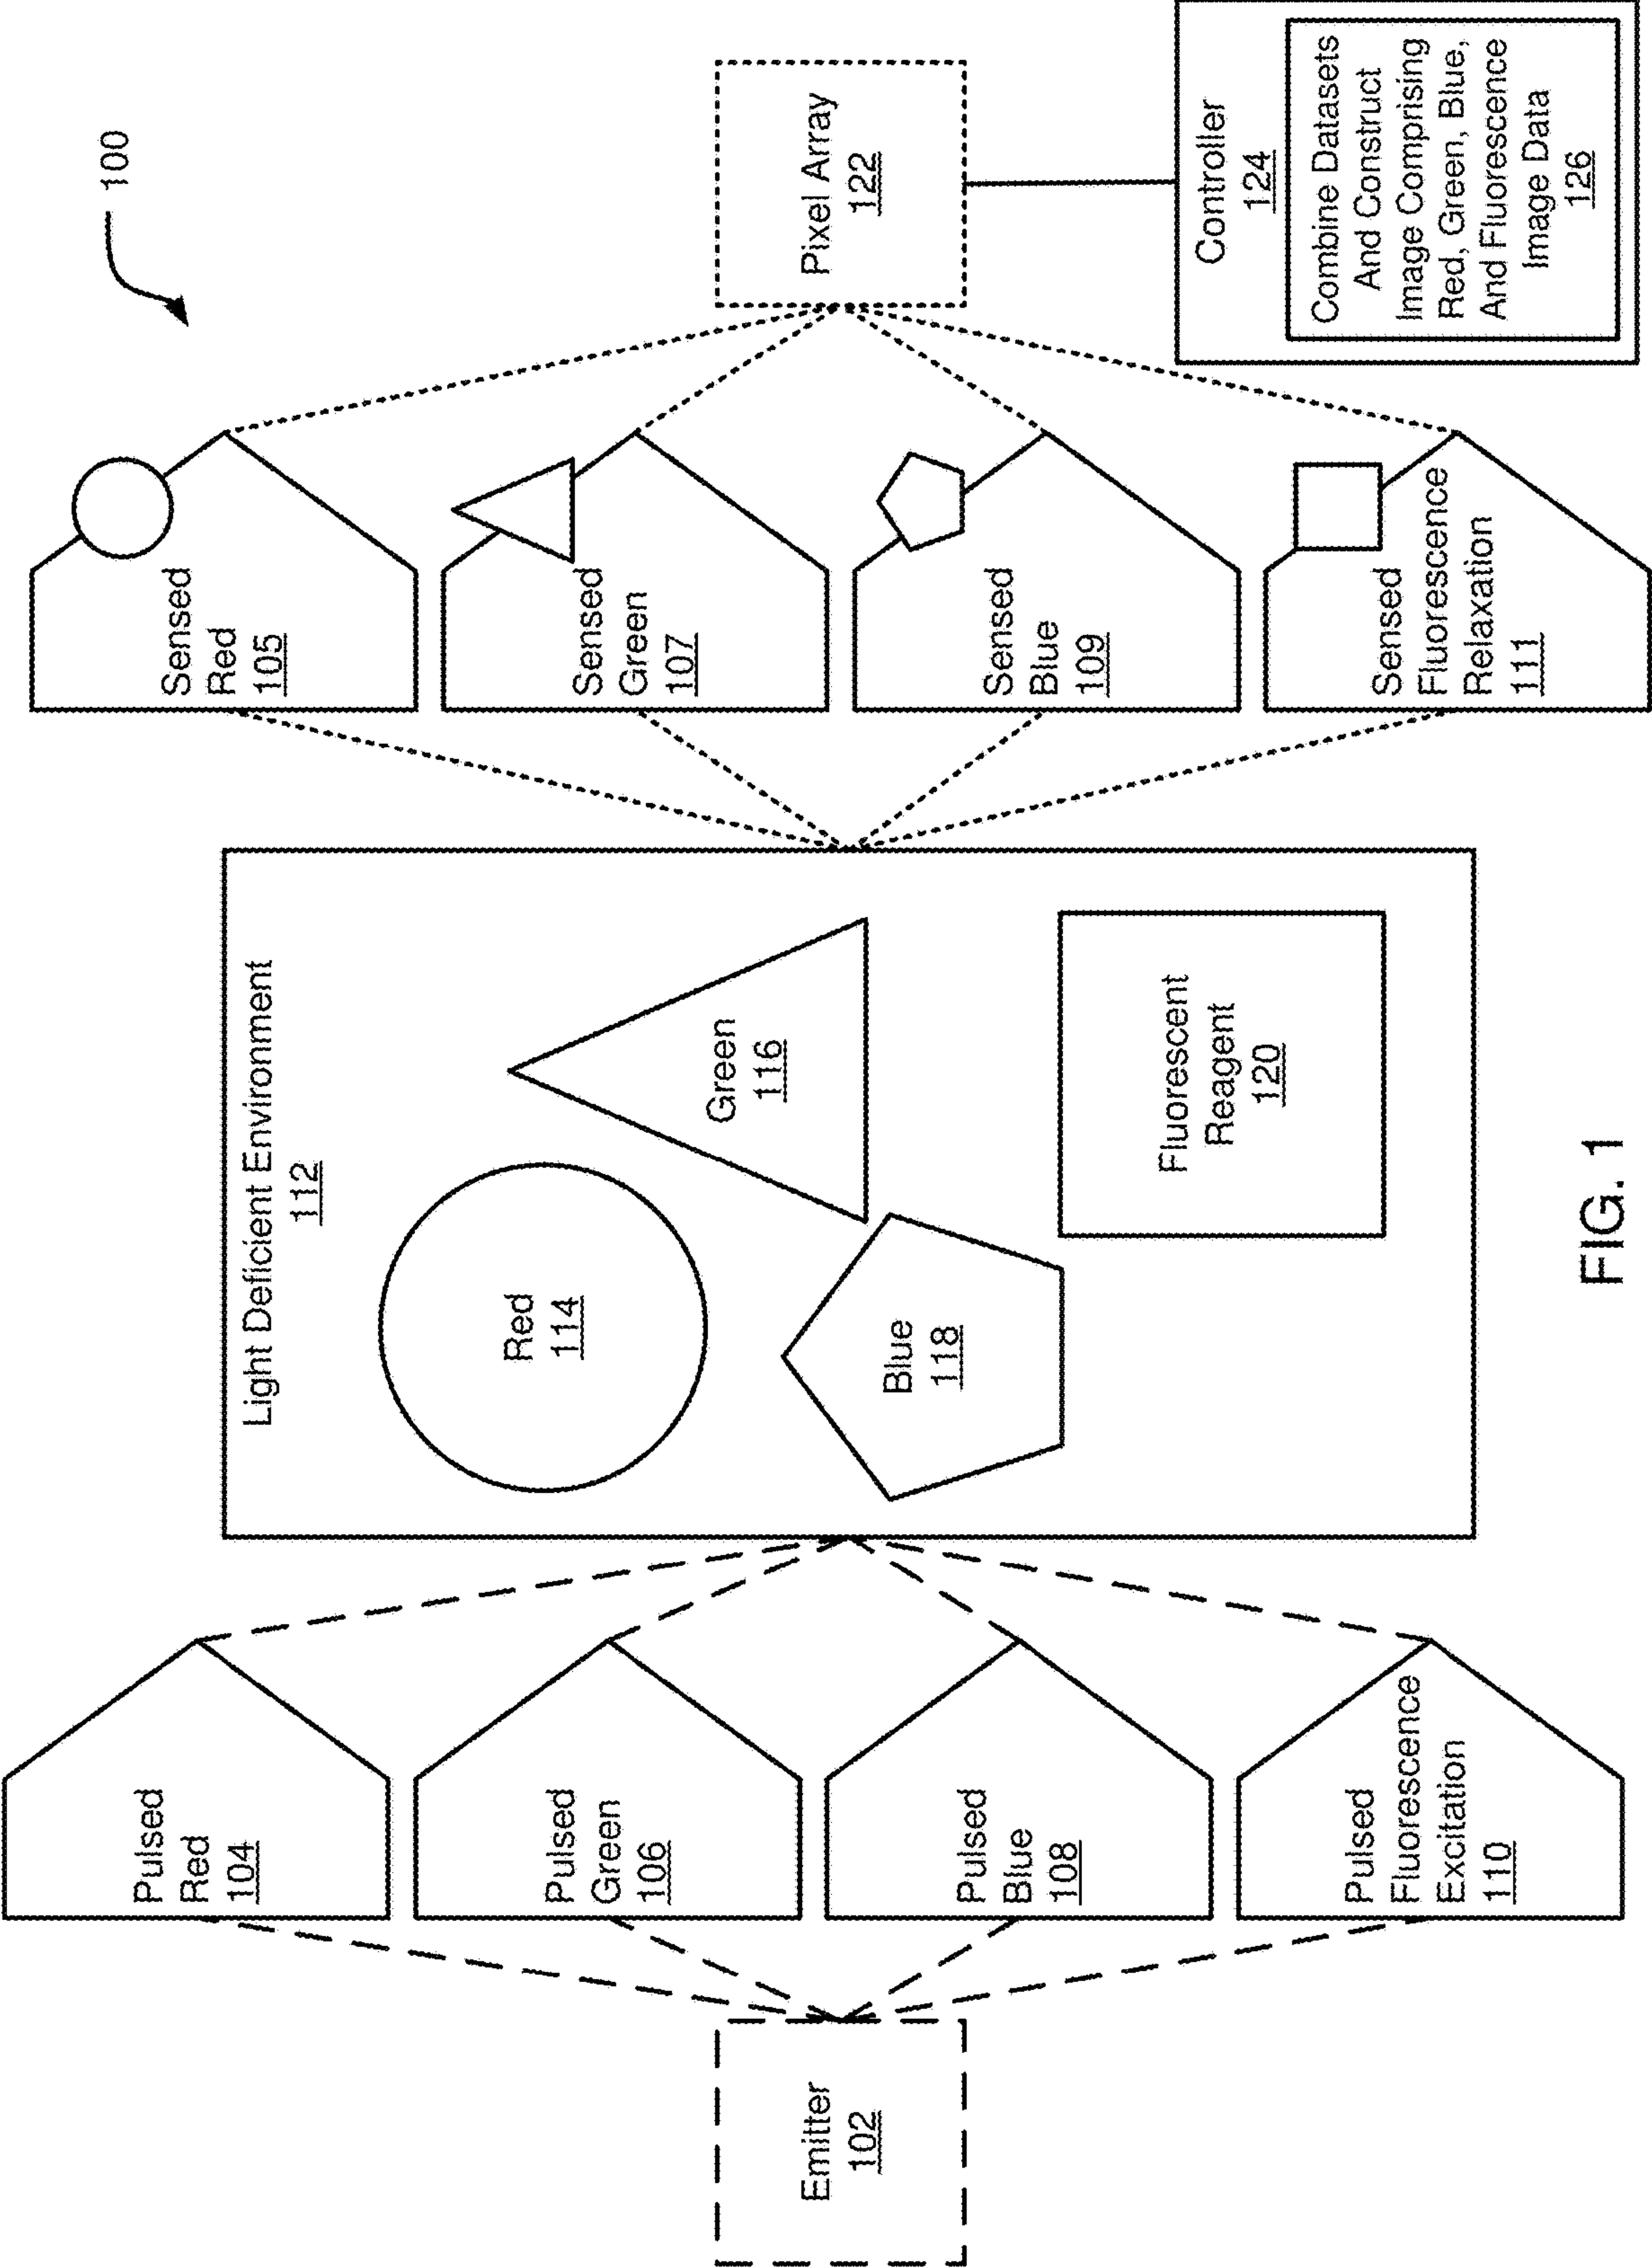 100
Emitter
102
Pulsed
Red
104
Pulsed
Green
106
Pulsed
Blue
108
Pulsed
Fluorescence
Excitation
110
Light Deficient Environment
112
Red
114
Green
116
Blue
118
Fluorescent
Reagent
120
Sensed
Red
105
Sensed
Green
107
Sensed
Blue
109
Sensed
Fluorescence
Relaxation
111
Pixel Array
122
Controller
124
Combine Datasets
And Construct
Image Comprising
Red, Green, Blue,
And Fluorescence
Image Data
126
FIG. 1